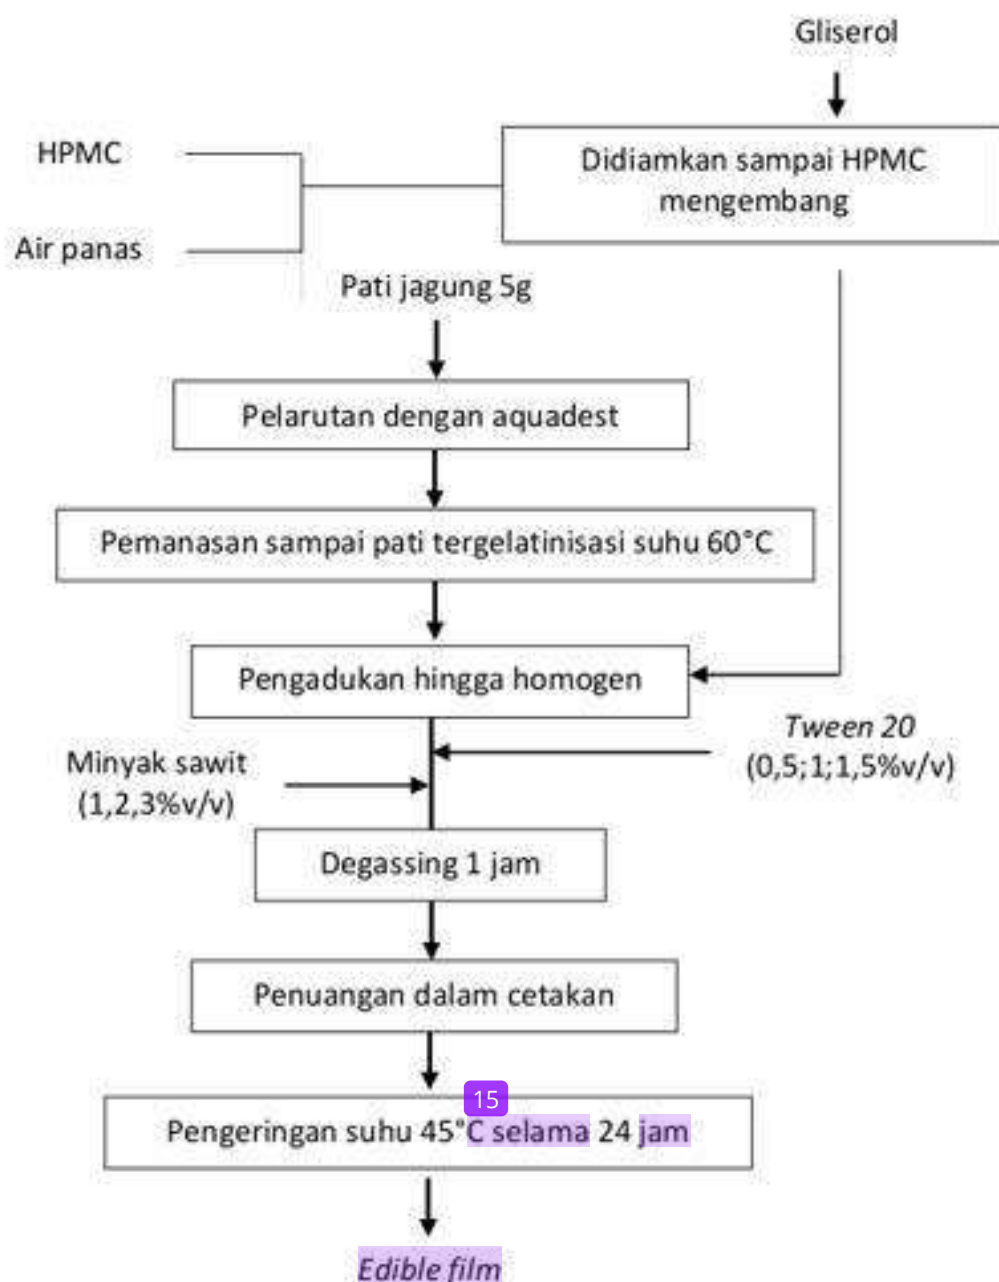 Gliserol
HPMC
Didiamkan sampai HPMC
mengembang
Air panas
Pati jagung 5g
Pelarutan dengan aquadest
Pemanasan sampai pati tergelatinisasi suhu 60°C
Pengadukan hingga homogen
Tween 20
(0,5;1;1,5%v/v)
Minyak sawit
(1,2,3%v/v)
Degassing 1 jam
Penuangan dalam cetakan
15
Pengeringan suhu 45°C selama 24 jam
Edible film